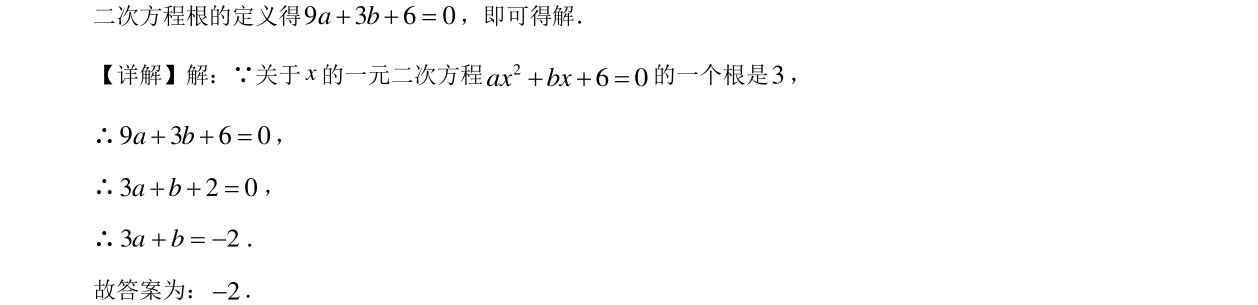 二次方程根的定义得9a+3b+6=0，即可得解．
【详解】解：∵关于x的一元二次方程ax²+bx+6=0的一个根是3，
∴9a+3b+6=0，
∴3a+b+2=0，
∴3a+b=−2．
故答案为：−2．